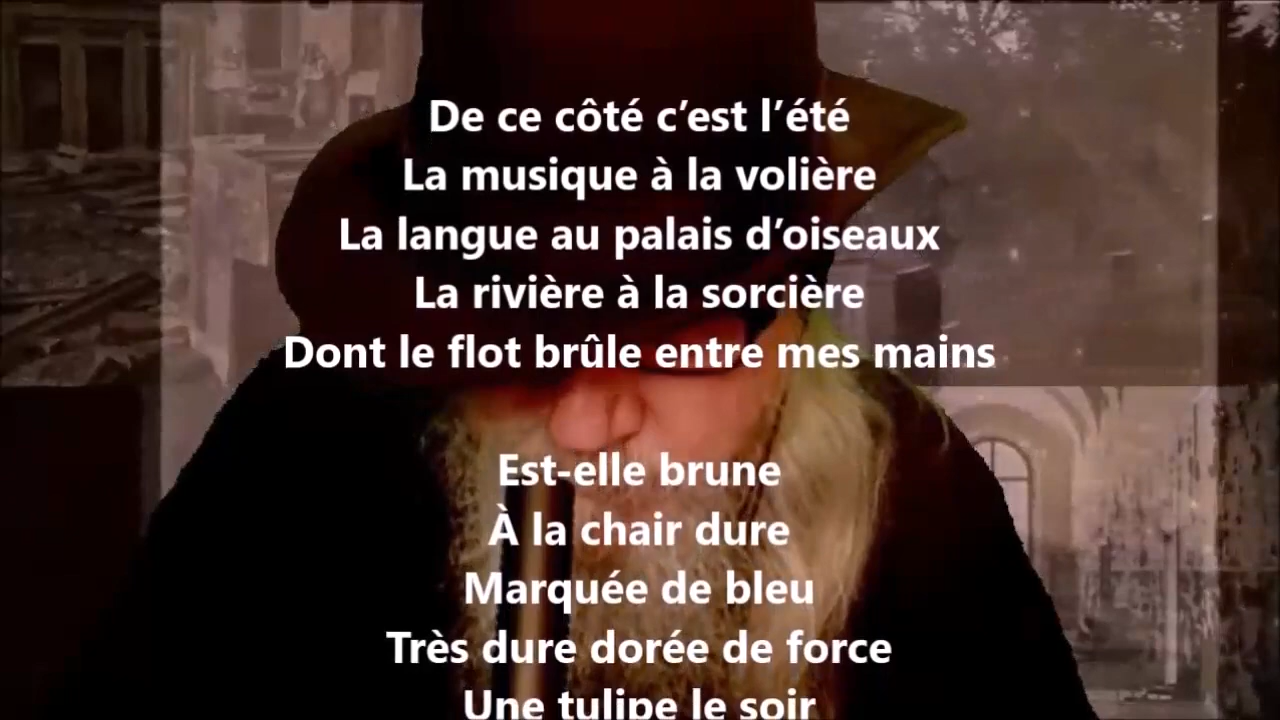 De ce côté c’est l’été
La musique à la volière
La langue au palais d’oiseaux
La rivière à la sorcière
Dont le flot brûle entre mes mains
Est-elle brune
À la chair dure
Marquée de bleu
Très dure dorée de force
Une tulipe le soir